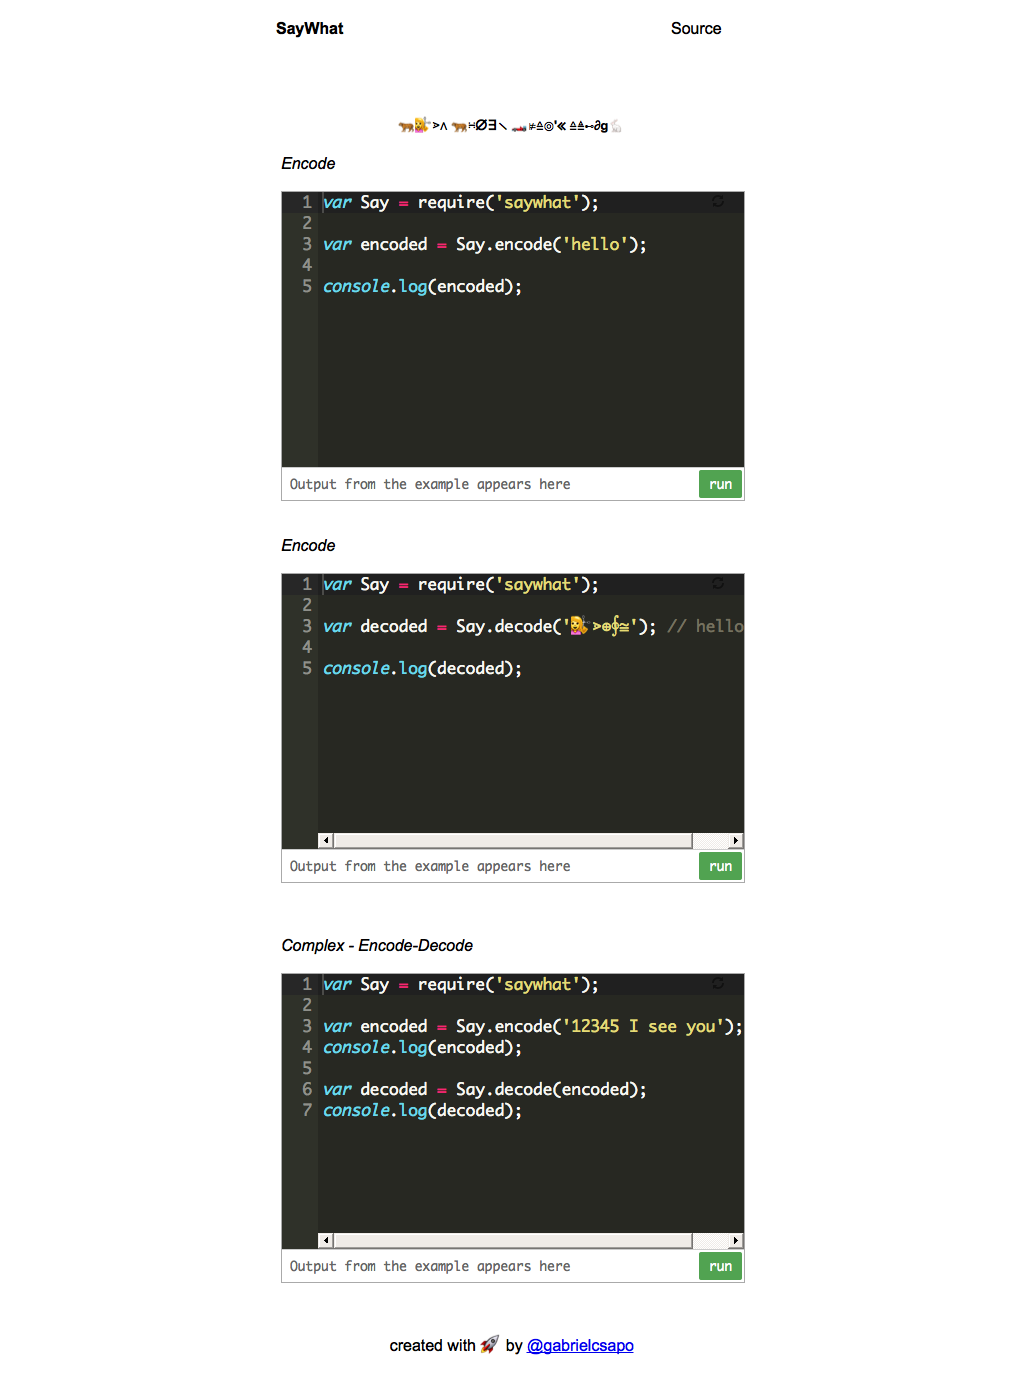 SayWhat Source
Encode
1 var Say = require('saywhat');
2
3 var encoded = Say.encode('hello');
4
5 console.log(encoded);
Output from the example appears here run
Encode
1 var Say = require('saywhat');
2
3 var decoded = Say.decode('💇⋗⊕∲≊'); // hello
4
5 console.log(decoded);
Output from the example appears here run
Complex - Encode-Decode
1 var Say = require('saywhat');
2
3 var encoded = Say.encode('12345 I see you');
4 console.log(encoded);
5
6 var decoded = Say.decode(encoded);
7 console.log(decoded);
Output from the example appears here run
created with 🚀 by @gabrielcsapo